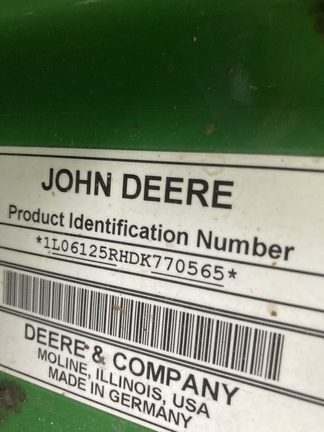 JOHN DEERE
Product Identification Number
*1L06125RHDK770565*
DEERE & COMPANY
MOLINE, ILLINOIS, USA
MADE IN GERMANY